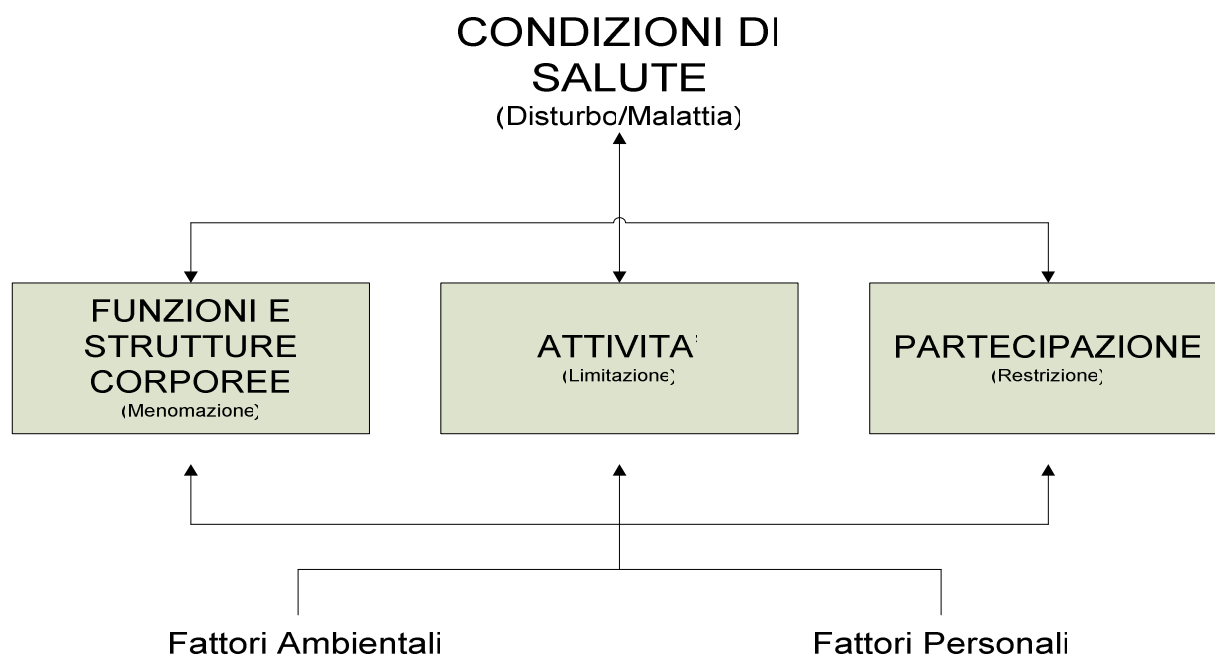 CONDIZIONI DI
SALUTE
(Disturbo/Malattia)
FUNZIONI E
STRUTTURE
CORPOREE
(Menomazione)
ATTIVITA'
(Limitazione)
PARTECIPAZIONE
(Restrizione)
Fattori Ambientali
Fattori Personali